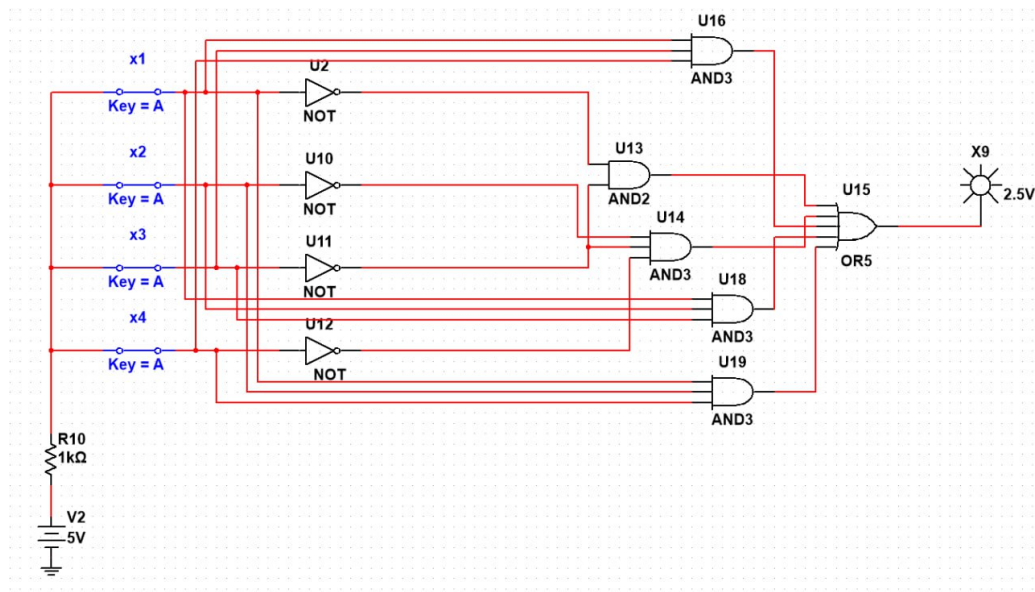 U16
AND3
x1
Key = A
U2
NOT
x2
Key = A
U10
NOT
U13
AND2
X9
2.5V
U15
OR5
x3
Key = A
U11
NOT
U14
AND3
x4
Key = A
U12
NOT
U18
AND3
U19
AND3
R10
1kΩ
V2
5V